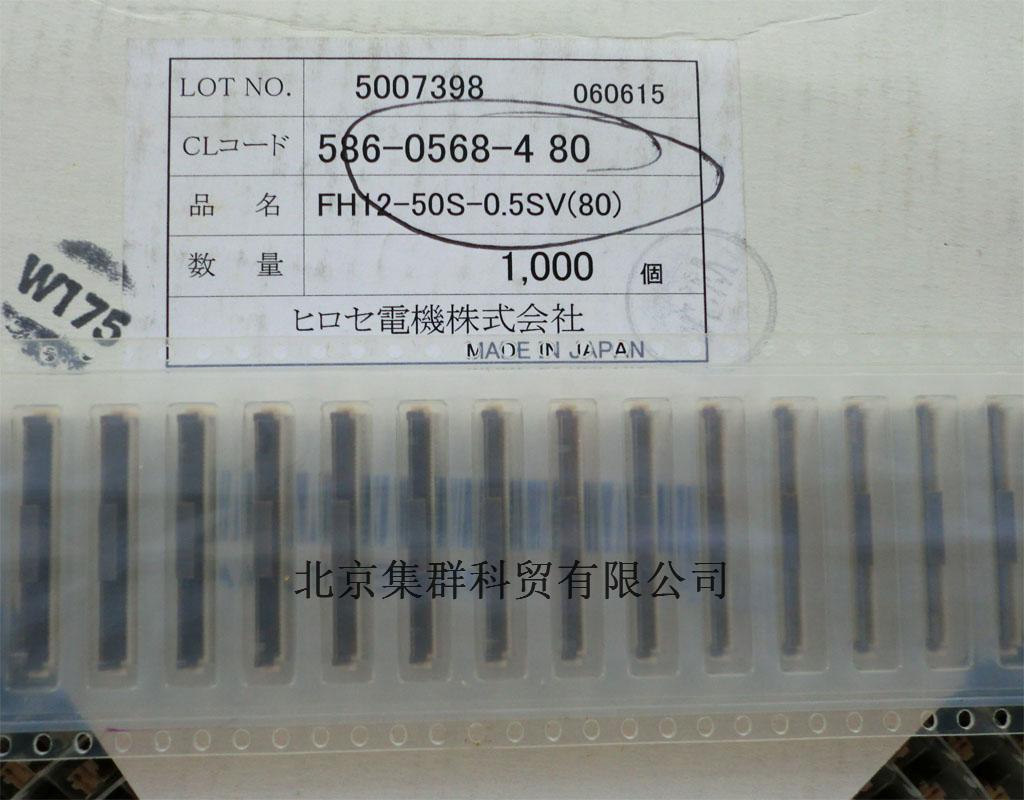 LOT NO. 5007398 060615
CLコード 586-0568-4 80
品 名 FH12-50S-0.5SV(80)
数 量 1,000 個
ヒロセ電機株式会社
MADE IN JAPAN
W175
北京集群科贸有限公司